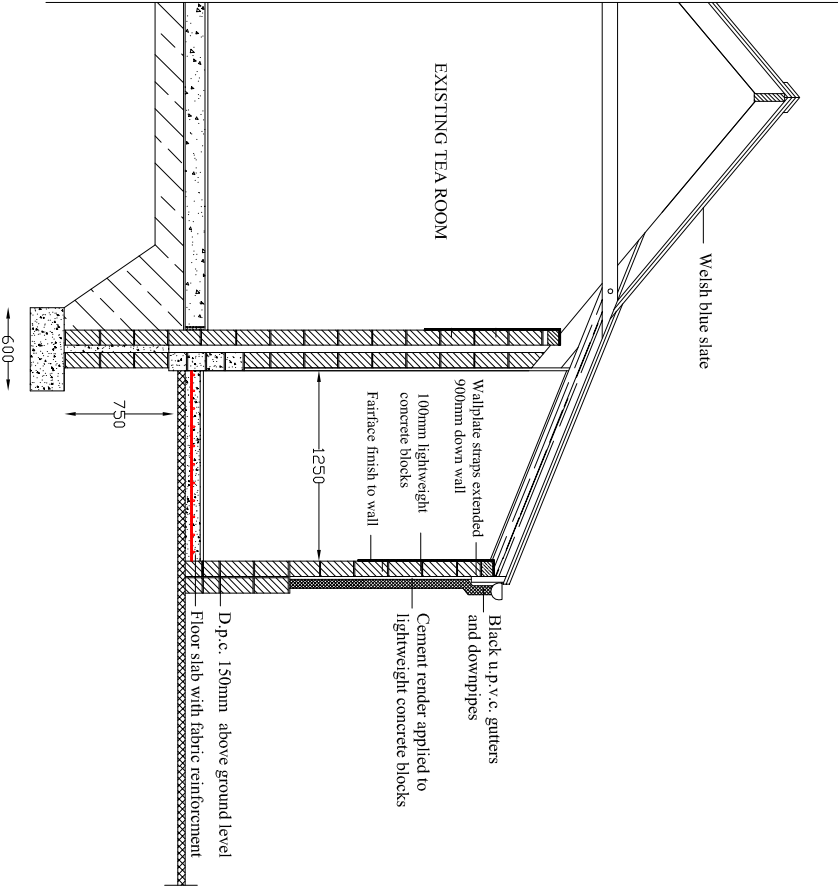 Welsh blue slate
EXISTING TEA ROOM
Wallplate straps extended
900mm down wall
100mm lightweight
concrete blocks
Fairface finish to wall
1250
Black u.p.v.c. gutters
and downpipes
Cement render applied to
lightweight concrete blocks
D.p.c. 150mm above ground level
Floor slab with fabric reinforcment
750
600